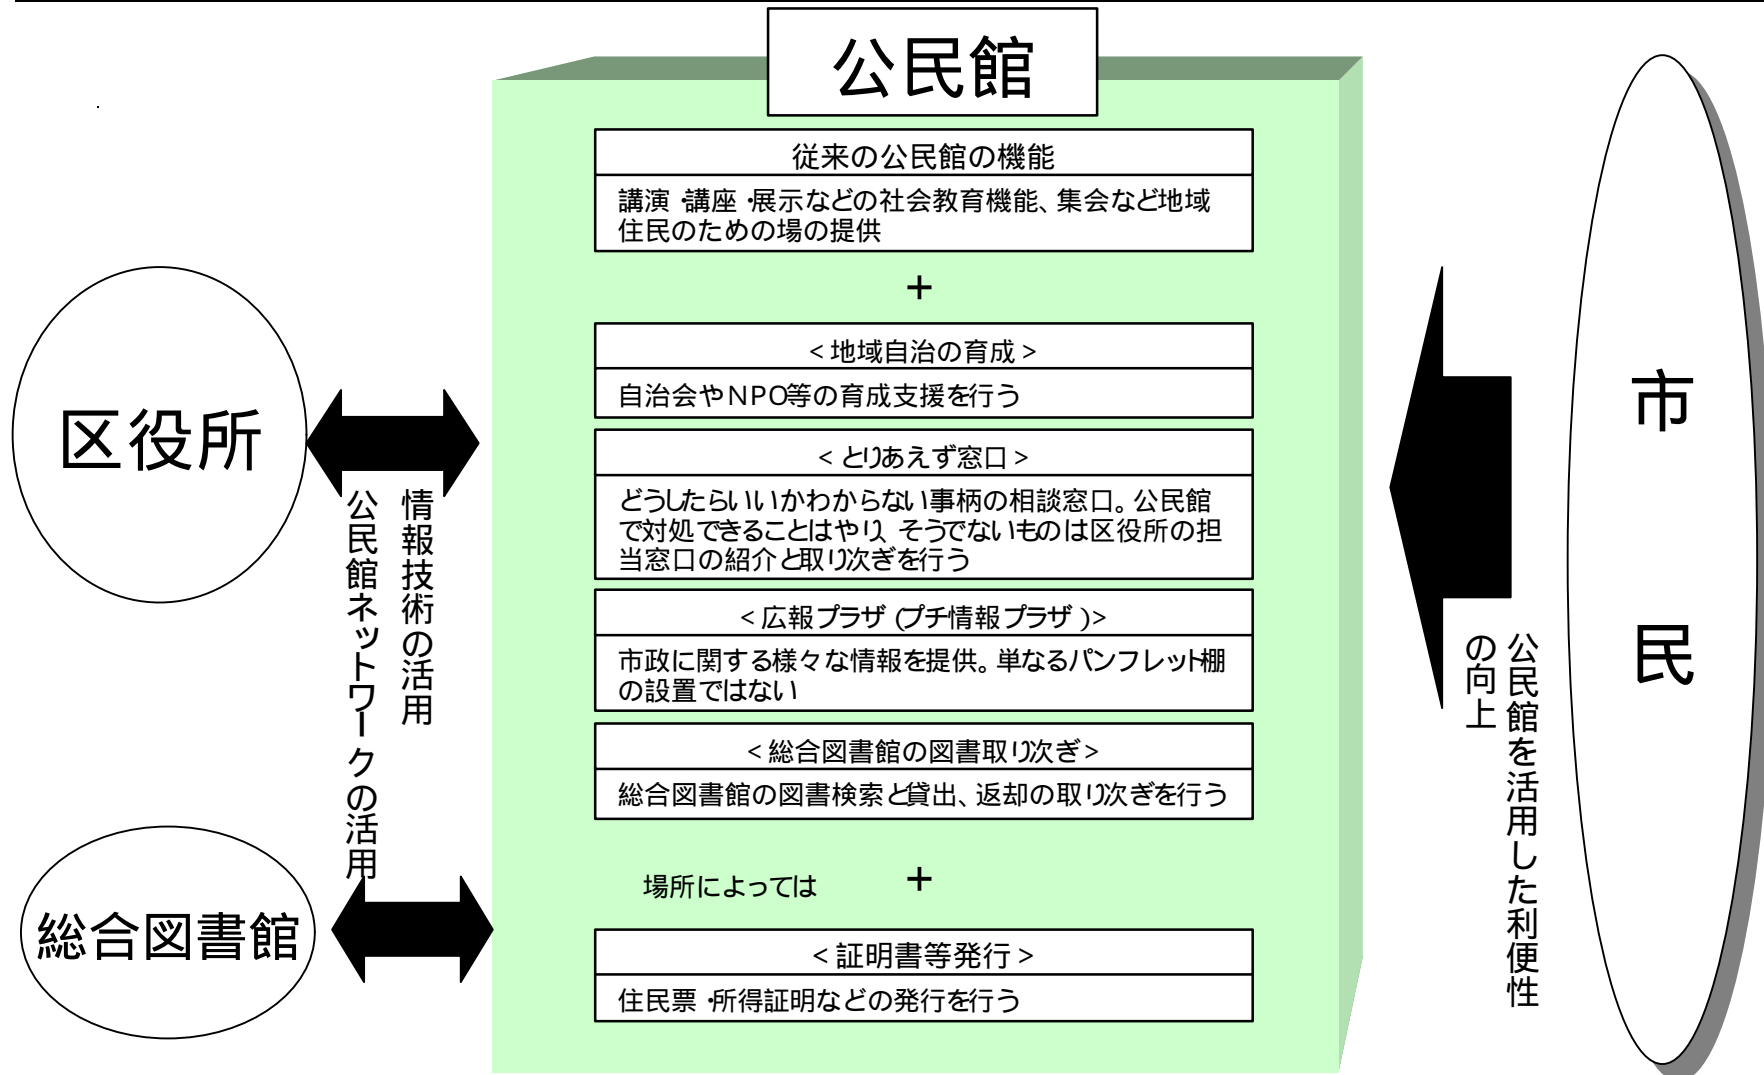 公民館
従来の公民館の機能
講演・講座・展示などの社会教育機能、集会など地域
住民のための場の提供
+
<地域自治の育成>
自治会やNPO等の育成支援を行う
<とりあえず窓口>
どうしたらいいかわからない事柄の相談窓口。公民館
で対処できることはやり、そうでないものは区役所の担
当窓口の紹介と取り次ぎを行う
<広報プラザ(プチ情報プラザ)>
市政に関する様々な情報を提供。単なるパンフレット棚
の設置ではない
<総合図書館の図書取り次ぎ>
総合図書館の図書検索と貸出、返却の取り次ぎを行う
場所によっては +
<証明書等発行>
住民票・所得証明などの発行を行う
区役所
情報技術の活用
公民館ネットワークの活用
総合図書館
公民館を活用した利便性
の向上
市民